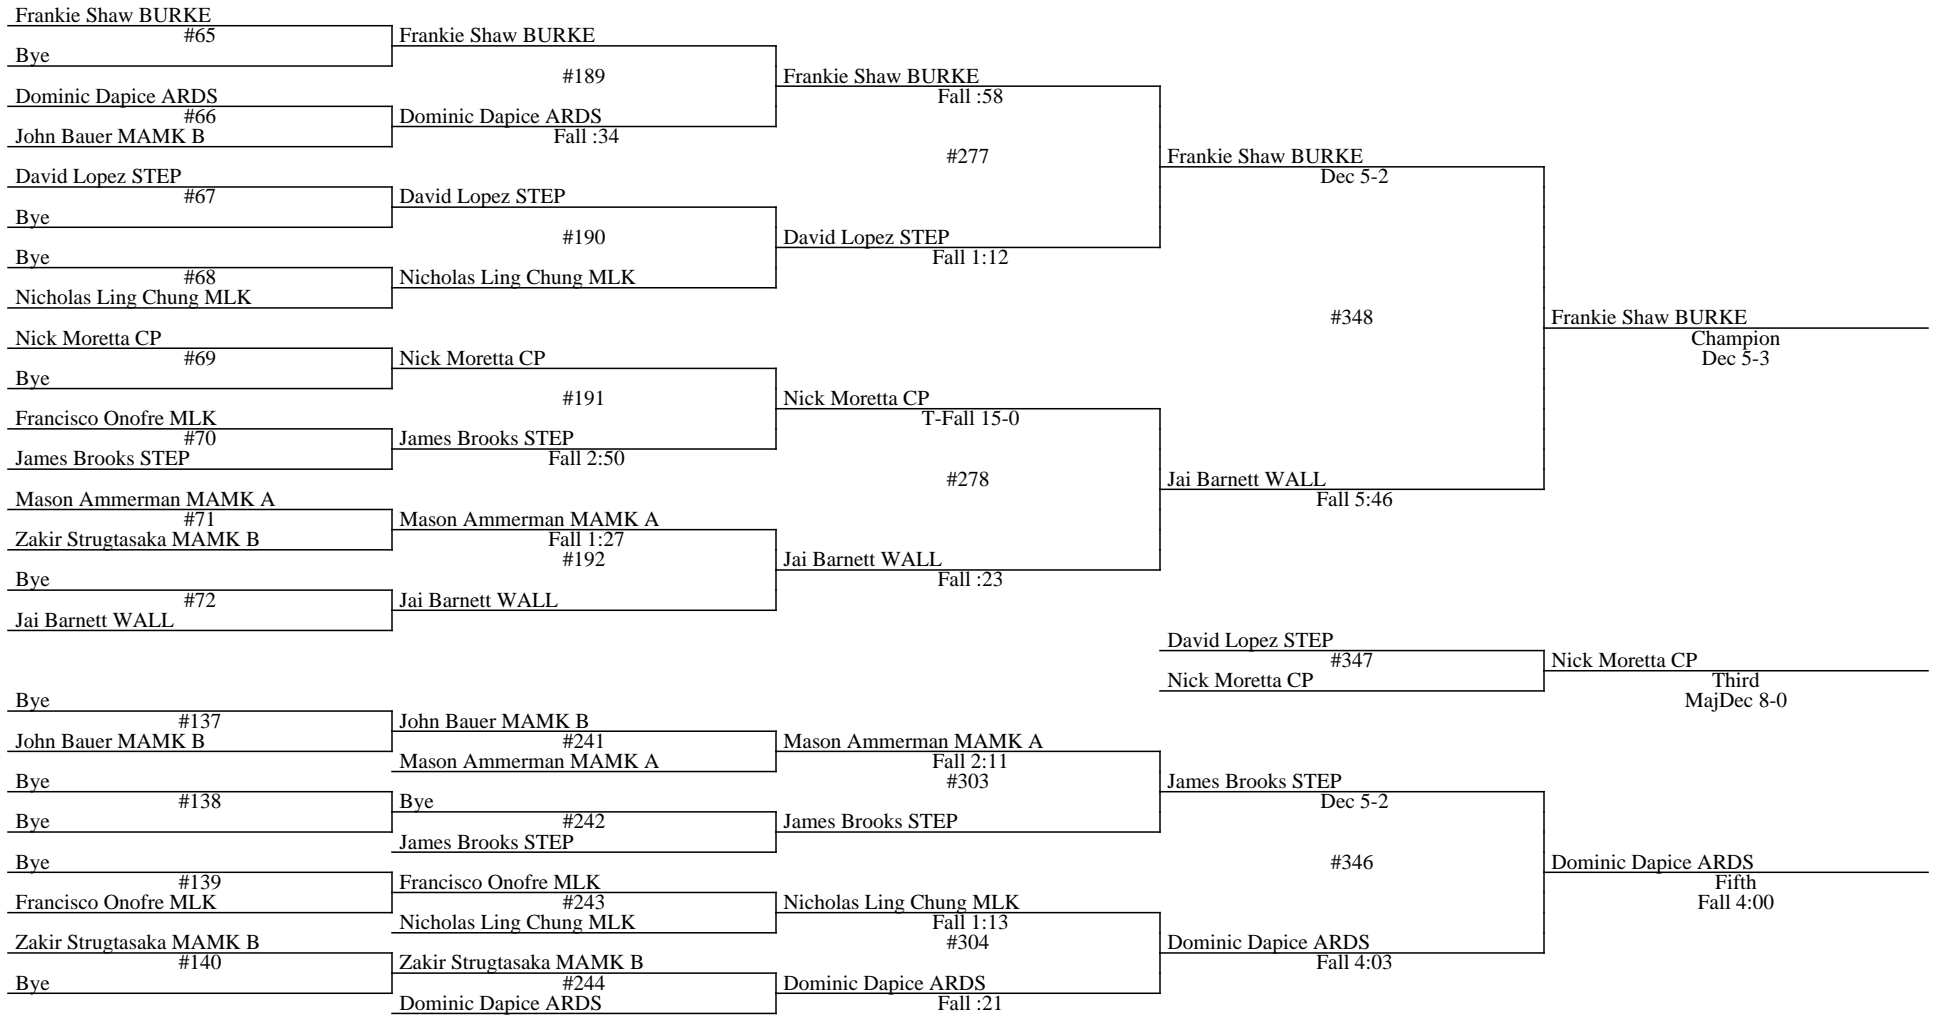 Frankie Shaw BURKE
#65
Bye
Frankie Shaw BURKE
#189
Dominic Dapice ARDS
#66
John Bauer MAMK B
Dominic Dapice ARDS
Fall :34
Frankie Shaw BURKE
Fall :58
#277
David Lopez STEP
#67
Bye
David Lopez STEP
#190
Bye
#68
Nicholas Ling Chung MLK
Nicholas Ling Chung MLK
David Lopez STEP
Fall 1:12
Frankie Shaw BURKE
Dec 5-2
#348
Nick Moretta CP
#69
Bye
Nick Moretta CP
#191
Francisco Onofre MLK
#70
James Brooks STEP
James Brooks STEP
Fall 2:50
Nick Moretta CP
T-Fall 15-0
#278
Mason Ammerman MAMK A
#71
Zakir Strugtasaka MAMK B
Mason Ammerman MAMK A
Fall 1:27
#192
Bye
#72
Jai Barnett WALL
Jai Barnett WALL
Jai Barnett WALL
Fall :23
Jai Barnett WALL
Fall 5:46
Frankie Shaw BURKE
Champion
Dec 5-3
David Lopez STEP
#347
Nick Moretta CP
Nick Moretta CP
Third
MajDec 8-0
Bye
#137
John Bauer MAMK B
John Bauer MAMK B
#241
Mason Ammerman MAMK A
Mason Ammerman MAMK A
Fall 2:11
#303
Bye
#138
Bye
Bye
#242
James Brooks STEP
James Brooks STEP
James Brooks STEP
Dec 5-2
#346
Bye
#139
Francisco Onofre MLK
Francisco Onofre MLK
#243
Nicholas Ling Chung MLK
Nicholas Ling Chung MLK
Fall 1:13
#304
Zakir Strugtasaka MAMK B
#140
Bye
Zakir Strugtasaka MAMK B
#244
Dominic Dapice ARDS
Dominic Dapice ARDS
Fall :21
Dominic Dapice ARDS
Fall 4:03
Dominic Dapice ARDS
Fifth
Fall 4:00